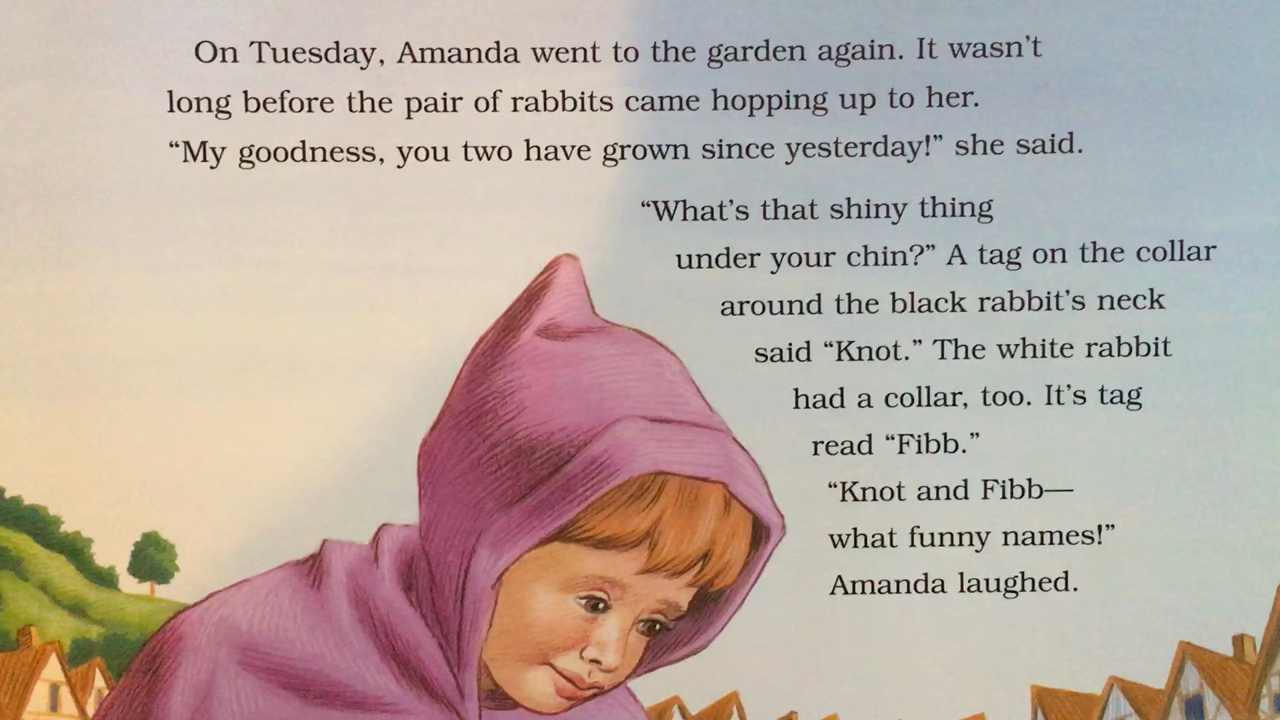 On Tuesday, Amanda went to the garden again. It wasn’t
long before the pair of rabbits came hopping up to her.
“My goodness, you two have grown since yesterday!” she said.
“What’s that shiny thing
under your chin?” A tag on the collar
around the black rabbit’s neck
said “Knot.” The white rabbit
had a collar, too. It’s tag
read “Fibb.”
“Knot and Fibb—
what funny names!”
Amanda laughed.